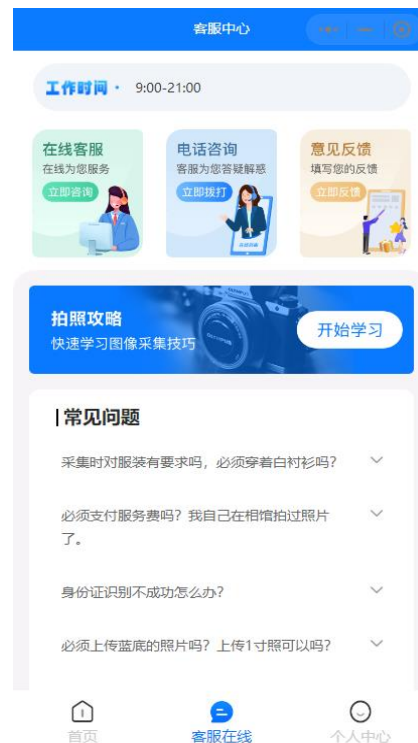 客服中心
工作时间· 9:00-21:00
在线客服
在线为您服务
立即咨询
电话咨询
客服为您答疑解惑
立即拨打
意见反馈
填写您的反馈
立即反馈
拍照攻略
快速学习图像采集技巧
开始学习
常见问题
采集时对服装有要求吗，必须穿着白衬衫吗？
必须支付服务费吗？我自己在相馆拍过照片
了。
身份证识别不成功怎么办？
必须上传蓝底的照片吗？上传1寸照可以吗？
首页
客服在线
个人中心